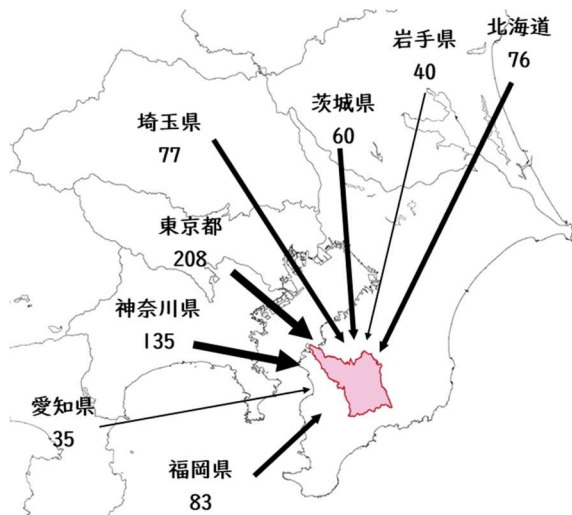 北海道
76
岩手県
40
茨城県
60
埼玉県
77
東京都
208
神奈川県
135
愛知県
35
福岡県
83